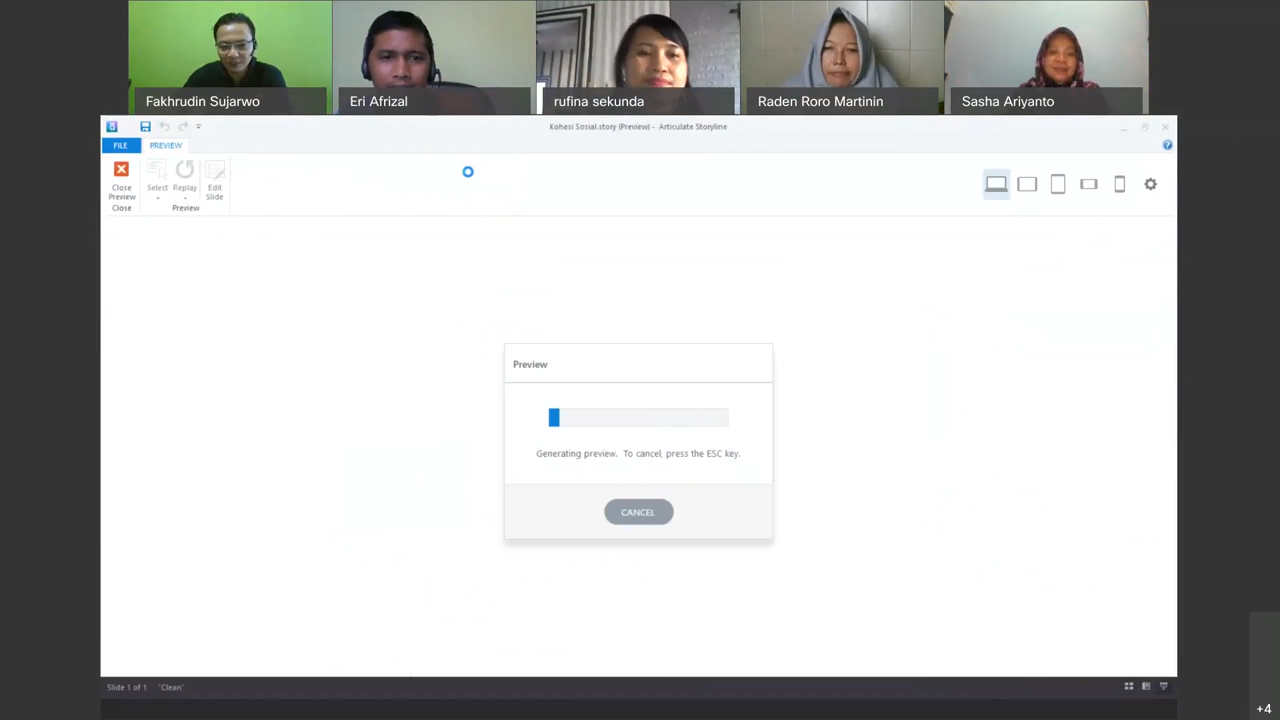 Fakhrudin Sujarwo
Eri Afrizal
rufina sekunda
Raden Roro Martinin
Sasha Ariyanto
Kohesi Sosial.story (Preview) - Articulate Storyline
FILE
PREVIEW
Close Preview
Select
Replay
Edit Slide
Close
Preview
Preview
Generating preview. To cancel, press the ESC key.
CANCEL
Slide 1 of 1
"Clean"
+4